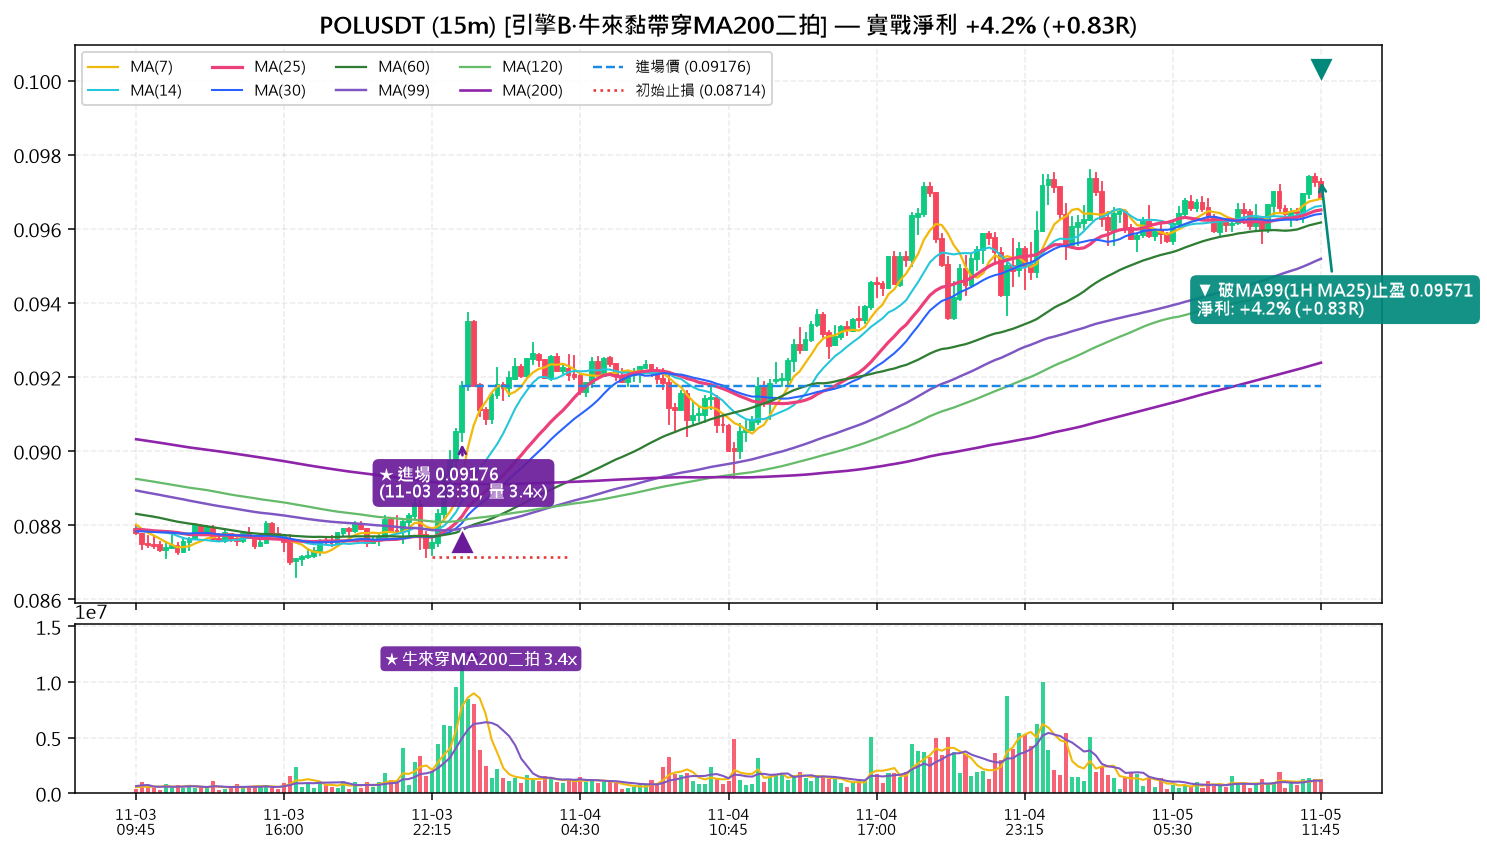 POLUSDT (15m) [引擎B·牛來黏帶穿MA200二拍] — 實戰淨利 +4.2% (+0.83R)
MA(7)
MA(14)
MA(25)
MA(30)
MA(60)
MA(99)
MA(120)
MA(200)
進場價 (0.09176)
初始止損 (0.08714)
0.100
0.098
0.096
0.094
0.092
0.090
0.088
0.086
▼ 破MA99(1H MA25)止盈 0.09571
淨利: +4.2% (+0.83R)
★ 進場 0.09176
(11-03 23:30, 量 3.4x)
1e7
1.5
1.0
0.5
0.0
★ 牛來穿MA200二拍 3.4x
11-03
09:45
11-03
16:00
11-03
22:15
11-04
04:30
11-04
10:45
11-04
17:00
11-04
23:15
11-05
05:30
11-05
11:45